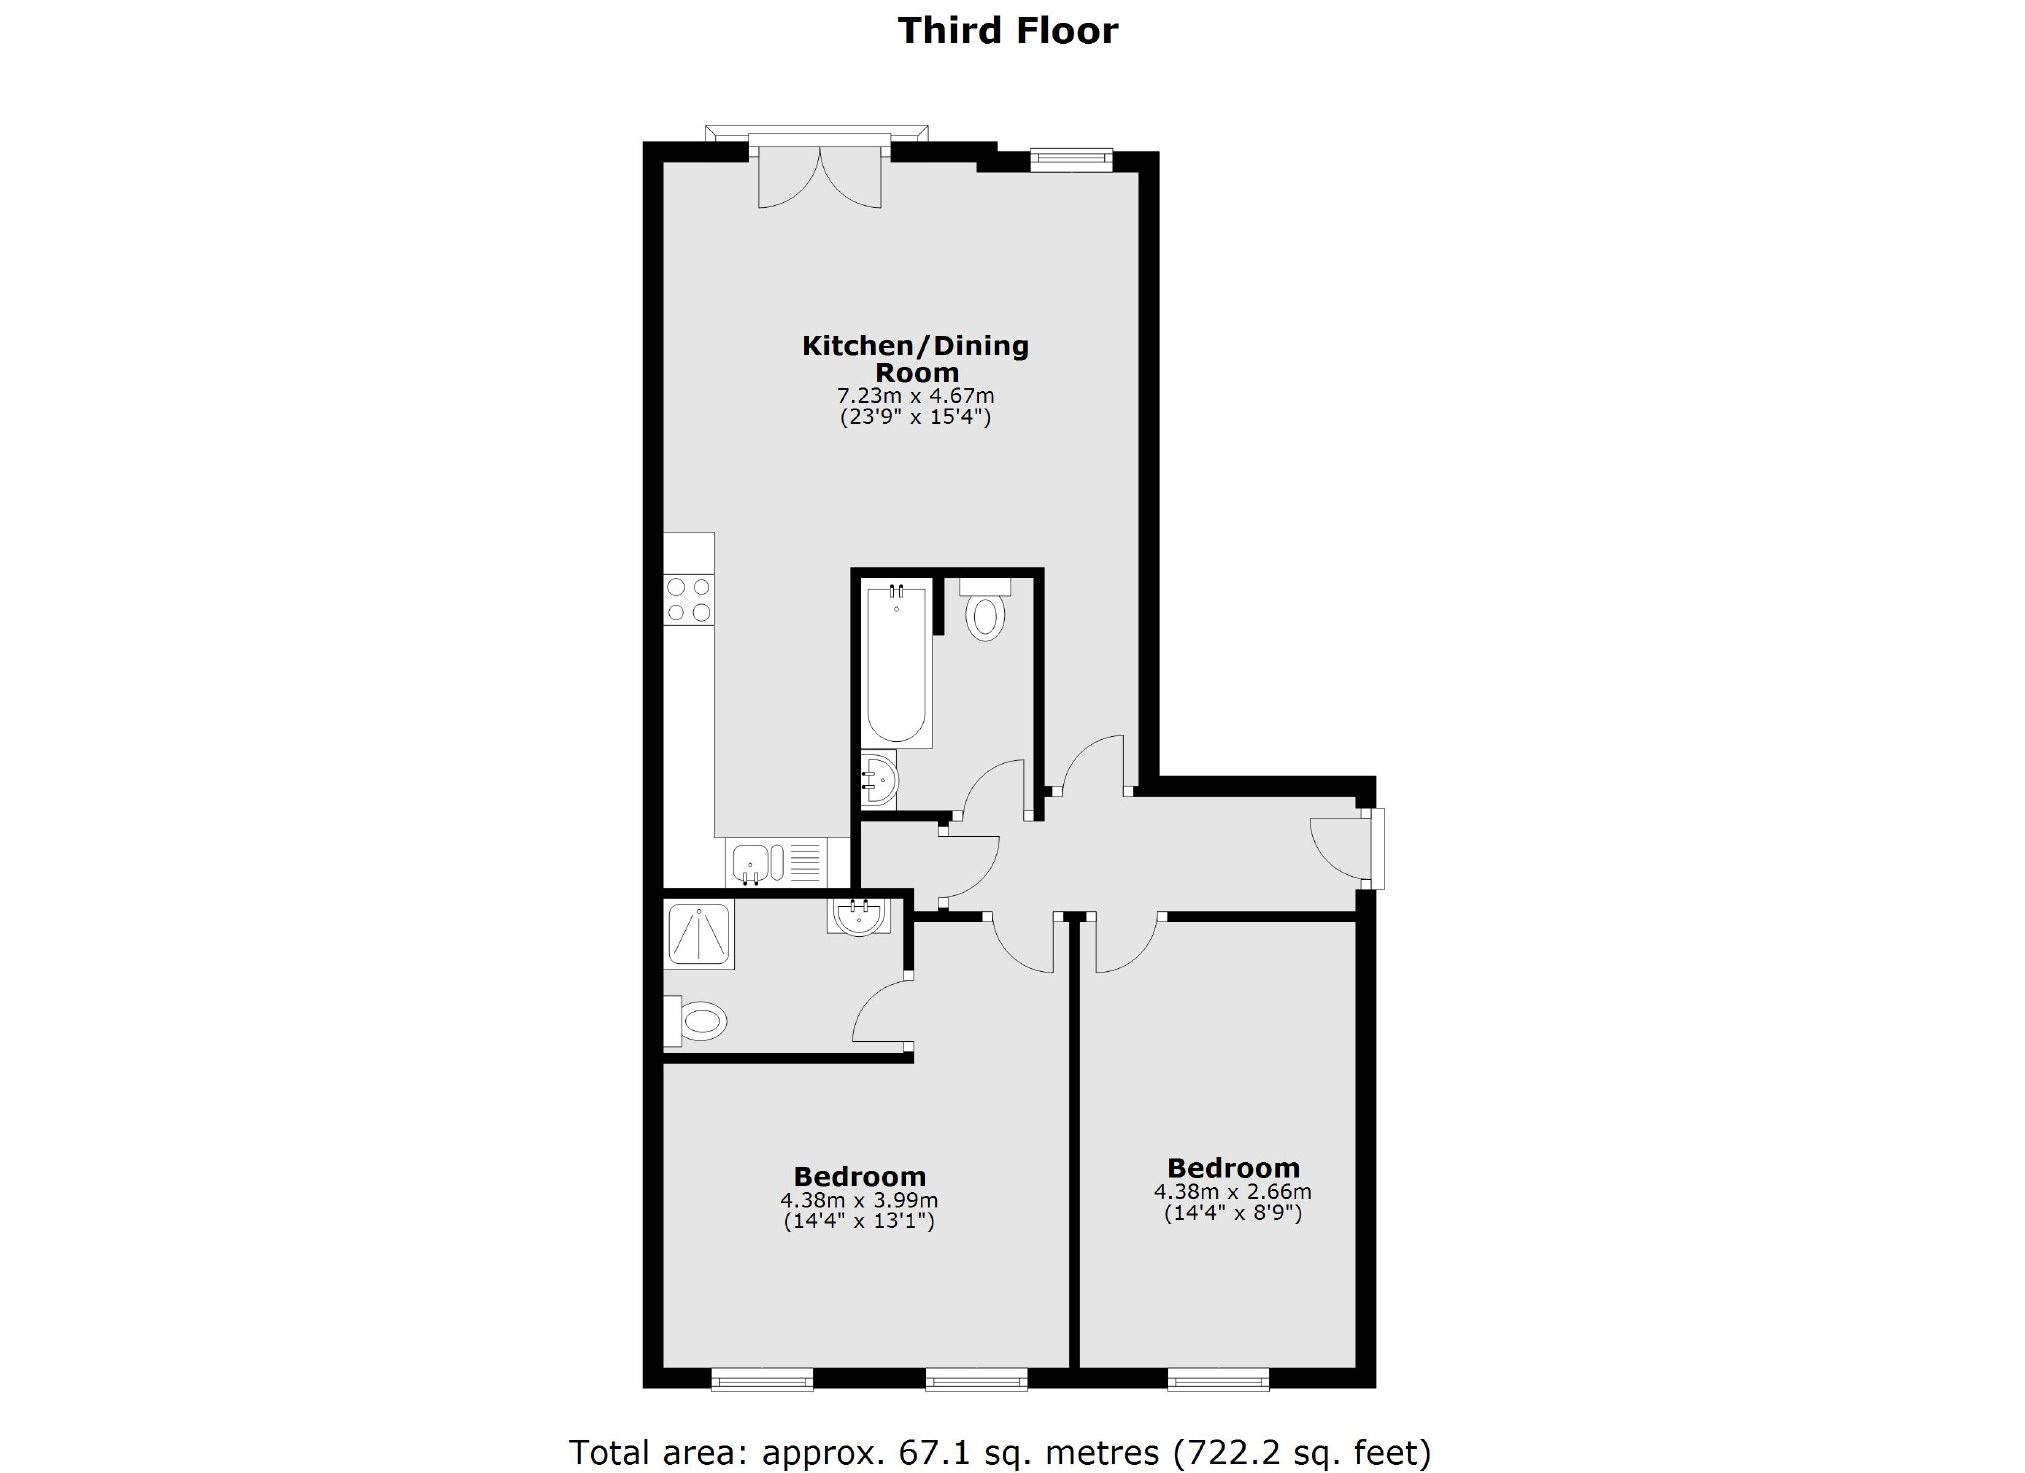 Third Floor
Kitchen/Dining
Room
7.23m x 4.67m
(23'9" x 15'4")
Bedroom
4.38m x 3.99m
(14'4" x 13'1")
Bedroom
4.38m x 2.66m
(14'4" x 8'9")
Total area: approx. 67.1 sq. metres (722.2 sq. feet)